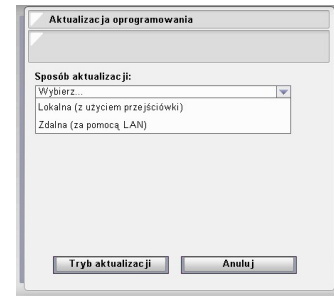 Aktualizacja oprogramowania
Sposób aktualizacji:
Wybierz...
Lokalna (z użyciem przejściówki)
Zdalna (za pomocą LAN)
Tryb aktualizacji
Anuluj